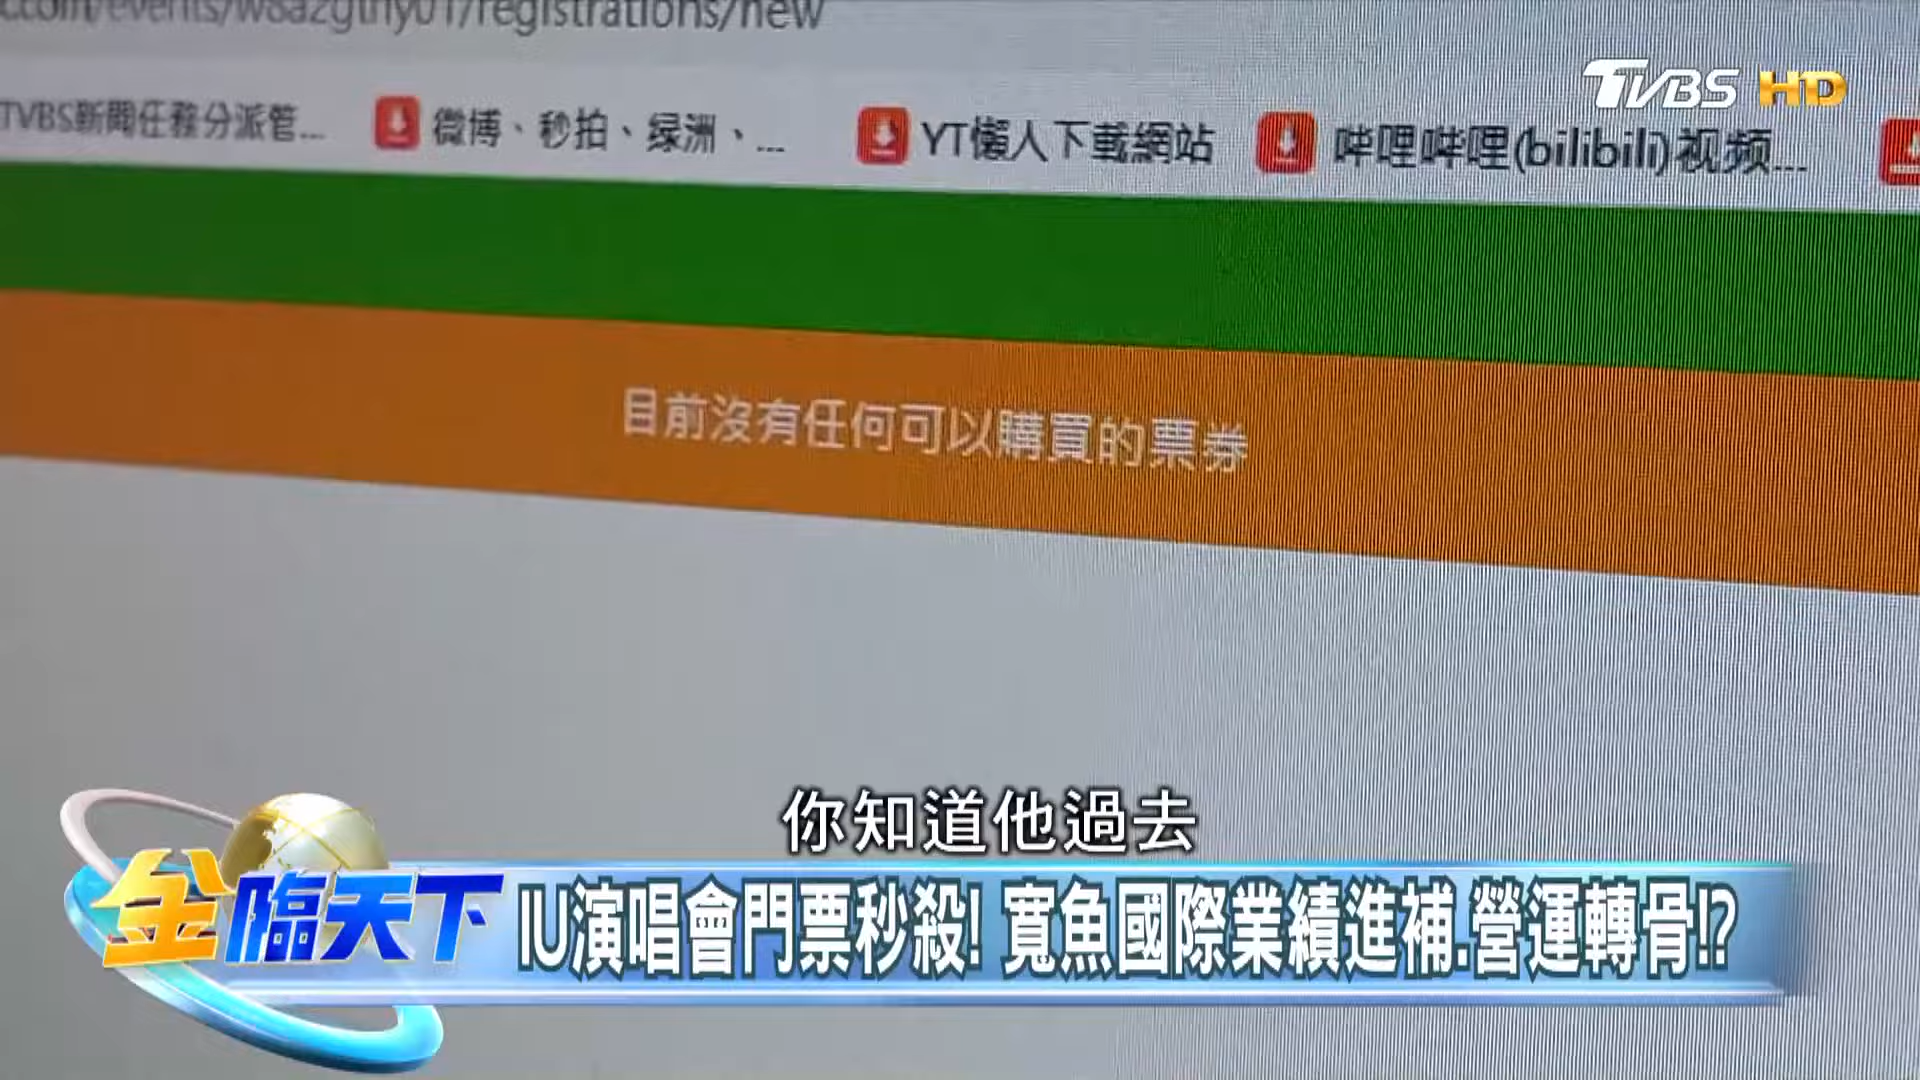 .com/events/w8azgthy01/registrations/new
TVBS HD
TVBS新聞任務分派管... 微博、秒拍、绿洲、... YT懶人下載網站 哔哩哔哩(bilibili)视频...
目前沒有任何可以購買的票券
你知道他過去
金臨天下
IU演唱會門票秒殺! 寬魚國際業績進補.營運轉骨!?